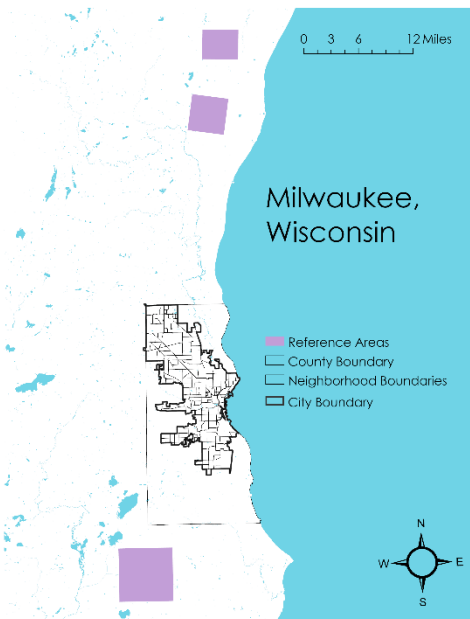 0 3 6 12 Miles
Milwaukee,
Wisconsin
Reference Areas
County Boundary
Neighborhood Boundaries
City Boundary
N
W E
S